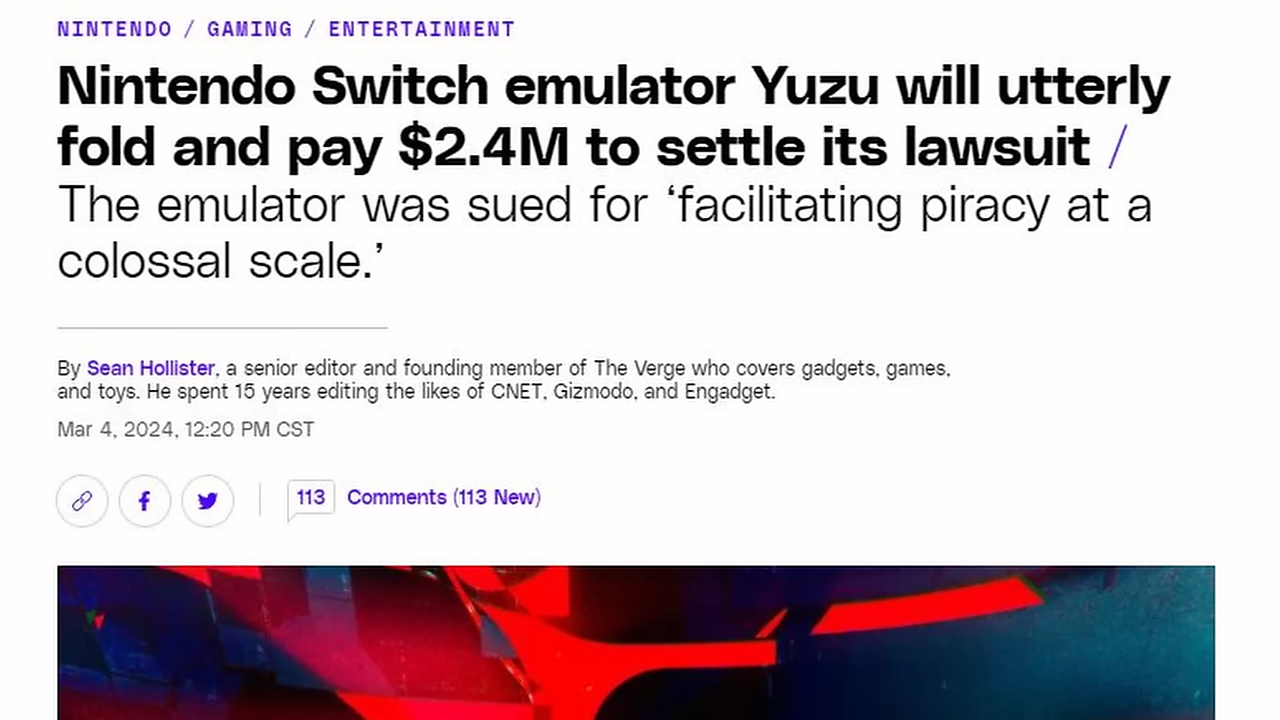 NINTENDO / GAMING / ENTERTAINMENT
Nintendo Switch emulator Yuzu will utterly
fold and pay $2.4M to settle its lawsuit /
The emulator was sued for ‘facilitating piracy at a
colossal scale.’
By Sean Hollister, a senior editor and founding member of The Verge who covers gadgets, games,
and toys. He spent 15 years editing the likes of CNET, Gizmodo, and Engadget.
Mar 4, 2024, 12:20 PM CST
113 Comments (113 New)